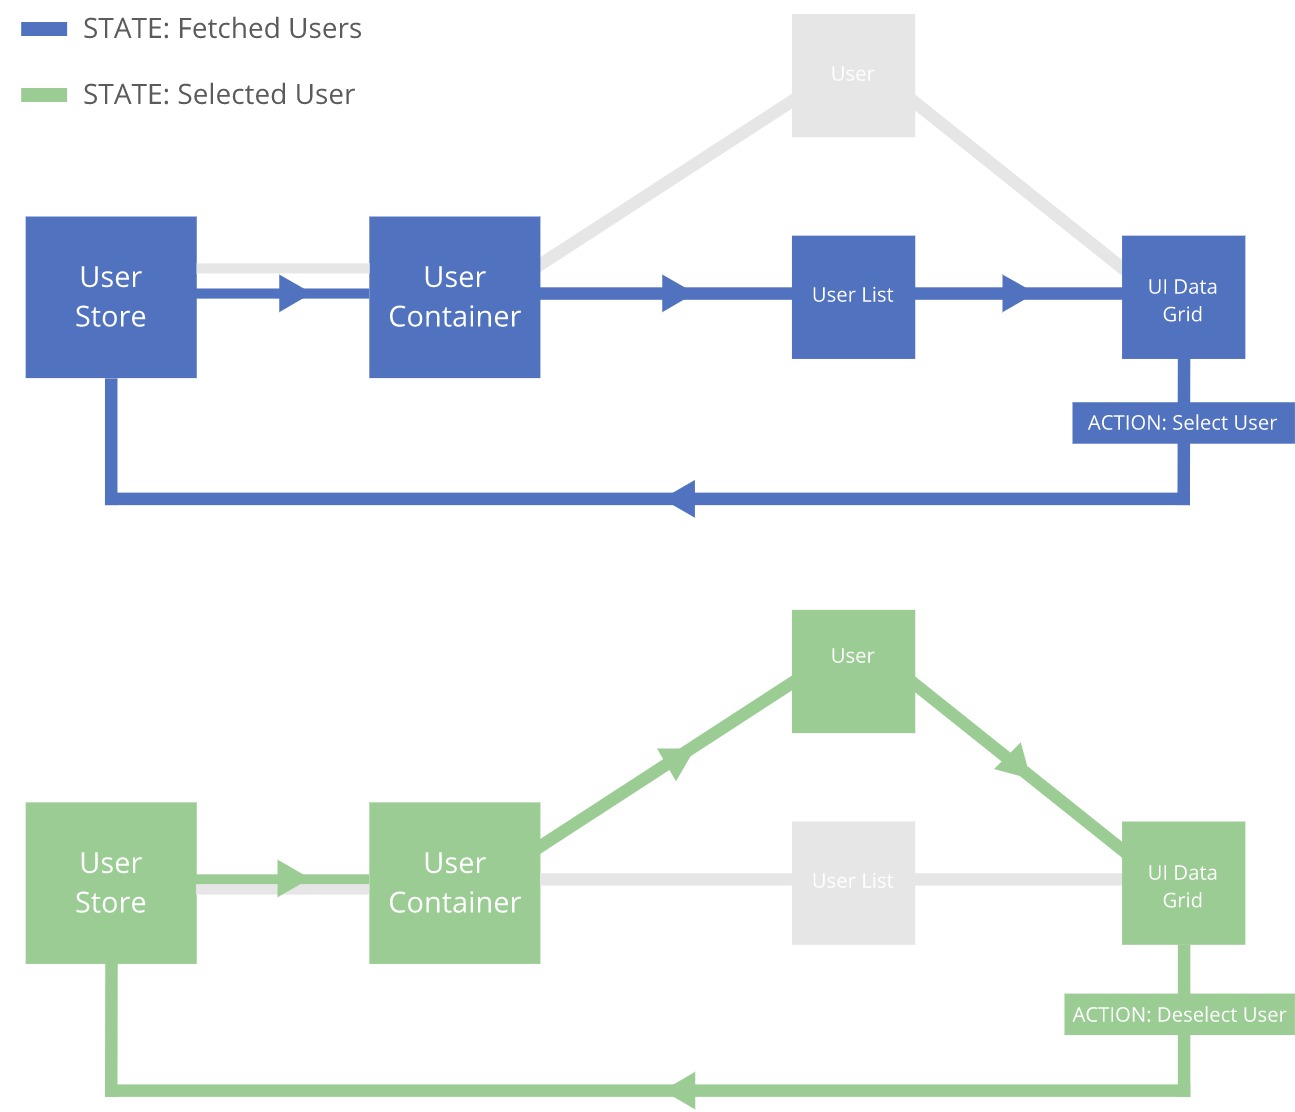 STATE: Fetched Users
STATE: Selected User
User
User
Store
User
Container
User List
UI Data
Grid
ACTION: Select User
User
User
Store
User
Container
User List
UI Data
Grid
ACTION: Deselect User